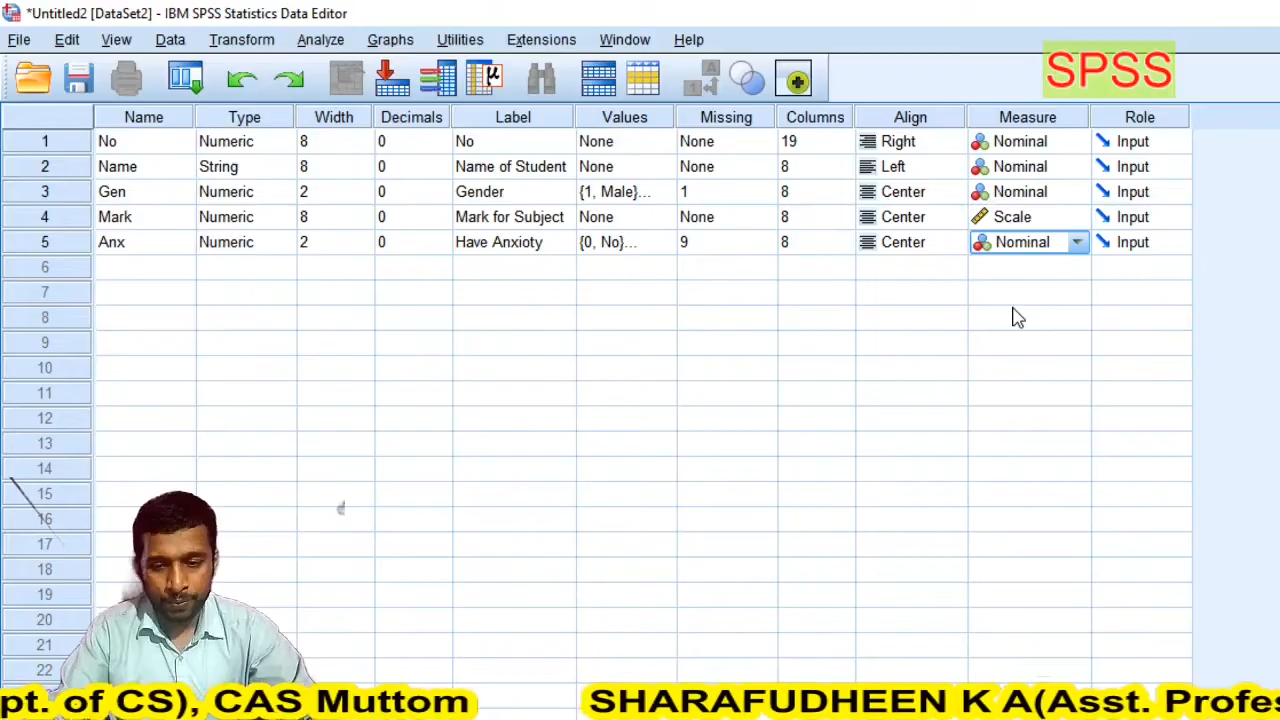 *Untitled2 [DataSet2] - IBM SPSS Statistics Data Editor
File Edit View Data Transform Analyze Graphs Utilities Extensions Window Help
SPSS
Name Type Width Decimals Label Values Missing Columns Align Measure Role
1 No Numeric 8 0 No None None 19 Right Nominal Input
2 Name String 8 0 Name of Student None None 8 Left Nominal Input
3 Gen Numeric 2 0 Gender {1, Male}... 1 8 Center Nominal Input
4 Mark Numeric 8 0 Mark for Subject None None 8 Center Scale Input
5 Anx Numeric 2 0 Have Anxioty {0, No}... 9 8 Center Nominal Input
6
7
8
9
10
11
12
13
14
15
16
17
18
19
20
21
22
pt. of CS), CAS Muttom SHARAFUDHEEN K A(Asst. Profes